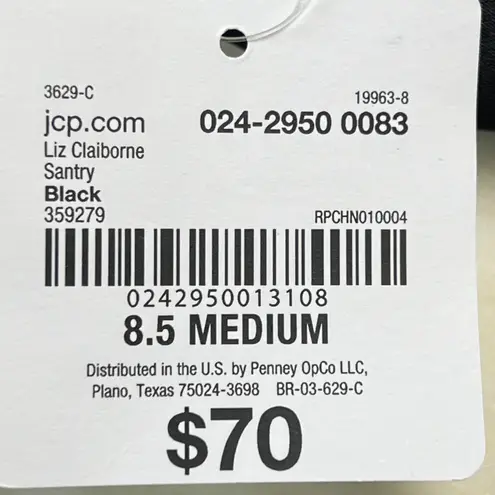 3629-C 19963-8
jcp.com 024-2950 0083
Liz Claiborne
Santry
Black
359279 RPCHN010004
0242950013108
8.5 MEDIUM
Distributed in the U.S. by Penney OpCo LLC,
Plano, Texas 75024-3698 BR-03-629-C
$70